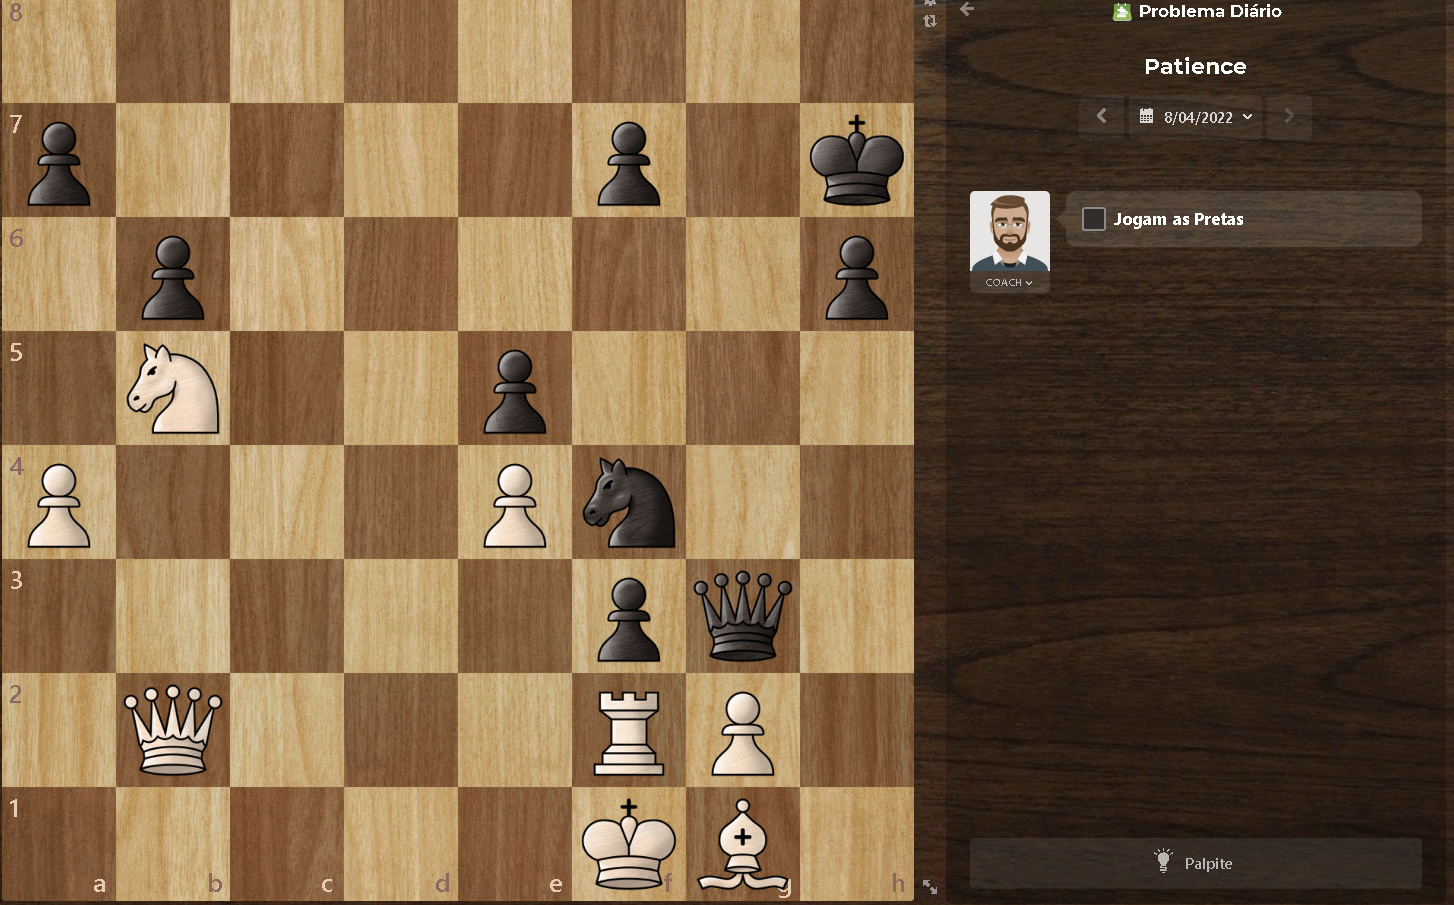 8
7
6
5
4
3
2
1
a b c d e f g h
Problema Diário
Patience
8/04/2022
Jogam as Pretas
COACH
Palpite